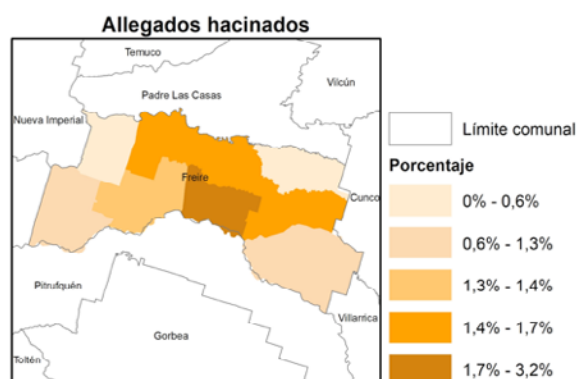 Allegados hacinados
Temuco
Vilcún
Padre Las Casas
Nueva Imperial
Freire
Cunco
Pitrufquén
Villarrica
Gorbea
Toltén
Límite comunal
Porcentaje
0% - 0,6%
0,6% - 1,3%
1,3% - 1,4%
1,4% - 1,7%
1,7% - 3,2%